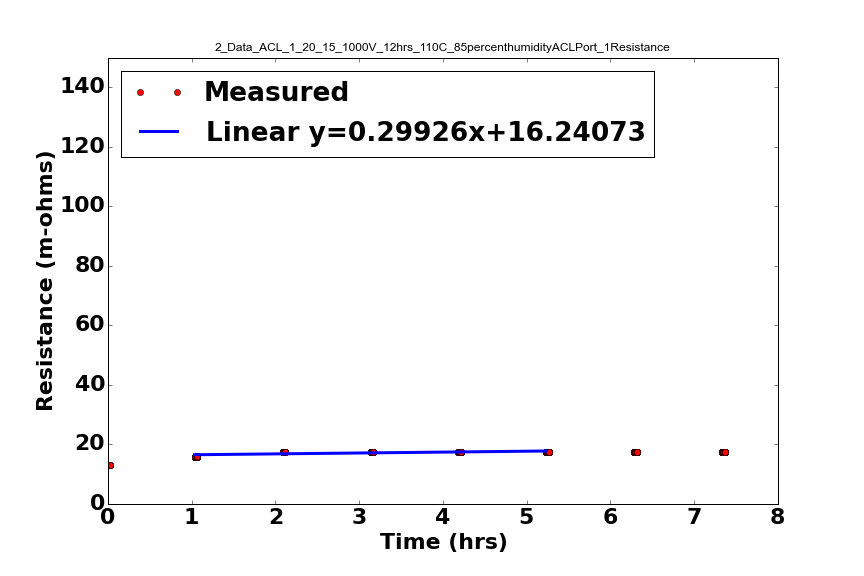 2_Data_ACL_1_20_15_1000V_12hrs_110C_85percenthumidityACLPort_1Resistance
Measured
Linear y=0.29926x+16.24073
140
120
100
80
60
40
20
0
Resistance (m-ohms)
0 1 2 3 4 5 6 7 8
Time (hrs)